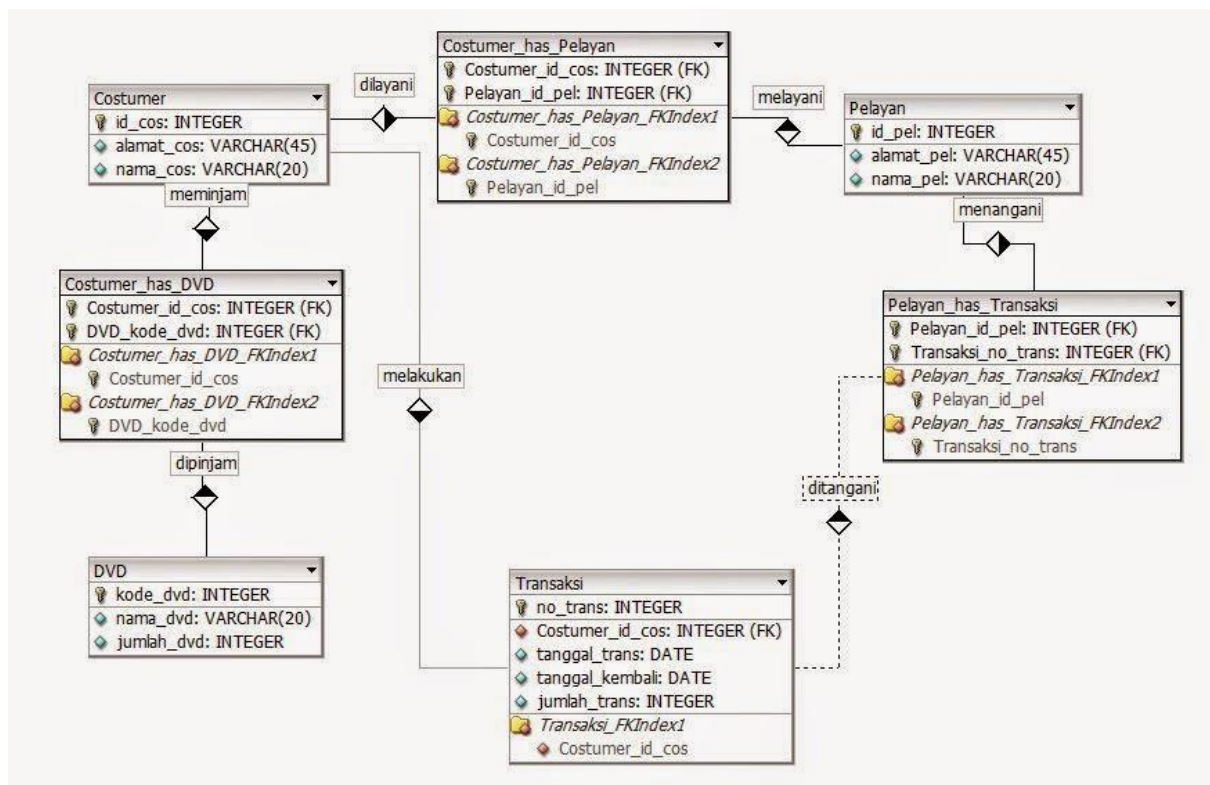 Costumer_has_Pelayan
Costumer_id_cos: INTEGER (FK)
Pelayan_id_pel: INTEGER (FK)
Costumer_has_Pelayan_FKIndex1
Costumer_id_cos
Costumer_has_Pelayan_FKIndex2
Pelayan_id_pel
dilayani
melayani
Costumer
id_cos: INTEGER
alamat_cos: VARCHAR(45)
nama_cos: VARCHAR(20)
Pelayan
id_pel: INTEGER
alamat_pel: VARCHAR(45)
nama_pel: VARCHAR(20)
meminjam
menangani
Costumer_has_DVD
Costumer_id_cos: INTEGER (FK)
DVD_kode_dvd: INTEGER (FK)
Costumer_has_DVD_FKIndex1
Costumer_id_cos
Costumer_has_DVD_FKIndex2
DVD_kode_dvd
Pelayan_has_Transaksi
Pelayan_id_pel: INTEGER (FK)
Transaksi_no_trans: INTEGER (FK)
Pelayan_has_Transaksi_FKIndex1
Pelayan_id_pel
Pelayan_has_Transaksi_FKIndex2
Transaksi_no_trans
melakukan
dipinjam
ditangani
DVD
kode_dvd: INTEGER
nama_dvd: VARCHAR(20)
jumlah_dvd: INTEGER
Transaksi
no_trans: INTEGER
Costumer_id_cos: INTEGER (FK)
tanggal_trans: DATE
tanggal_kembali: DATE
jumlah_trans: INTEGER
Transaksi_FKIndex1
Costumer_id_cos